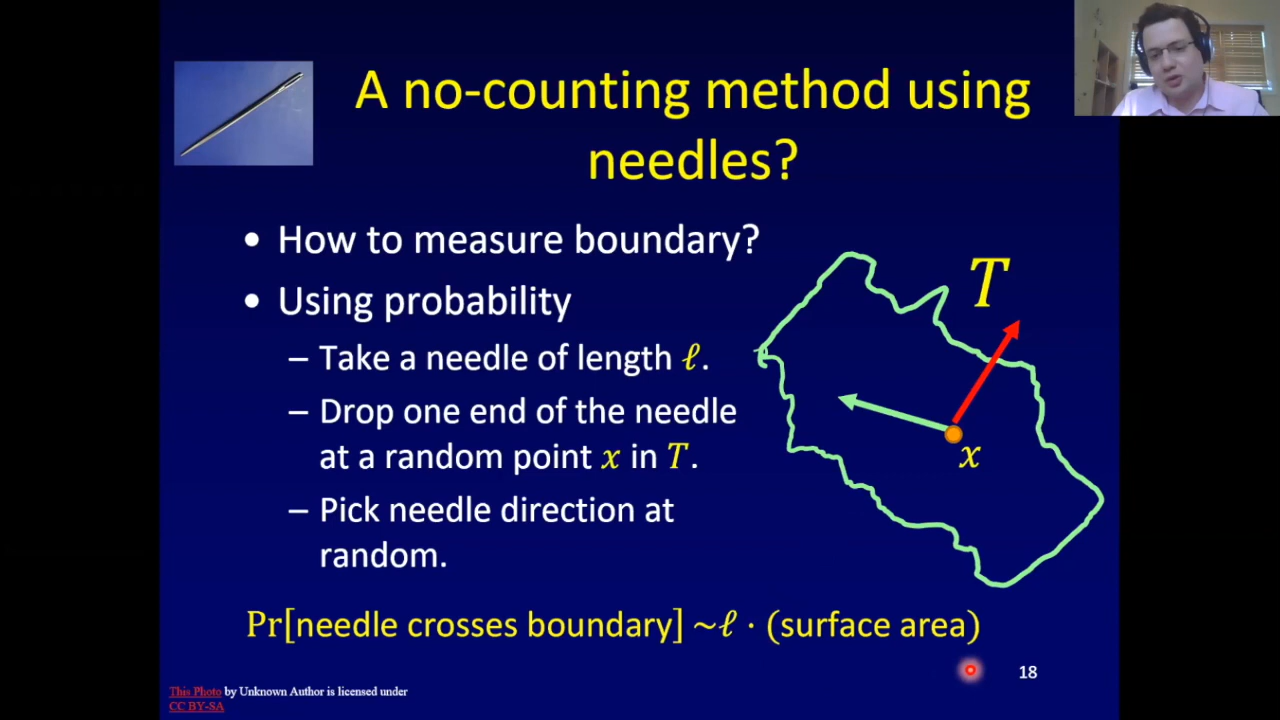 A no-counting method using
needles?
• How to measure boundary?
• Using probability
– Take a needle of length ℓ.
– Drop one end of the needle
at a random point x in T.
– Pick needle direction at
random.
T
x
Pr[needle crosses boundary] ~ℓ · (surface area)
18
This Photo by Unknown Author is licensed under
CC BY-SA